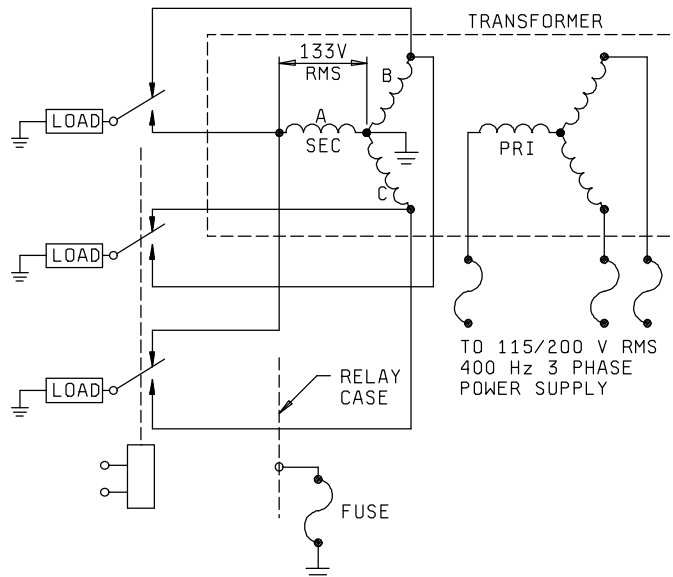 TRANSFORMER
133V
RMS
B
A
SEC
C
PRI
LOAD
LOAD
LOAD
TO 115/200 V RMS
400 Hz 3 PHASE
POWER SUPPLY
RELAY
CASE
FUSE